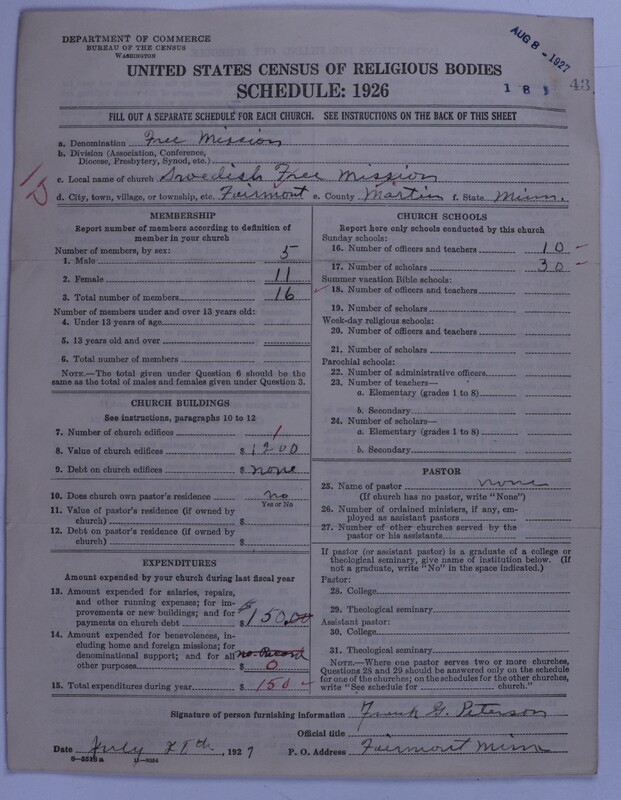 DEPARTMENT OF COMMERCE
BUREAU OF THE CENSUS
WASHINGTON
AUG 8 - 1927
UNITED STATES CENSUS OF RELIGIOUS BODIES
SCHEDULE: 1926
43
FILL OUT A SEPARATE SCHEDULE FOR EACH CHURCH. SEE INSTRUCTIONS ON THE BACK OF THIS SHEET
a. Denomination Free Mission
b. Division (Association, Conference,
Diocese, Presbytery, Synod, etc.)
c. Local name of church Swedish Free Mission
d. City, town, village, or township, etc. Fairmont e. County Martin f. State Minn.
MEMBERSHIP
Report number of members according to definition of
member in your church
Number of members, by sex:
1. Male 5
2. Female 11
3. Total number of members 16
Number of members under and over 13 years old:
4. Under 13 years of age
5. 13 years old and over
6. Total number of members
NOTE.—The total given under Question 6 should be
same as the total of males and females given under Question 3.
CHURCH BUILDINGS
See instructions, paragraphs 10 to 12
7. Number of church edifices 1
8. Value of church edifices $ 1200
9. Debt on church edifices $ none
10. Does church own pastor's residence no
Yes or No
11. Value of pastor's residence (if owned by
church) $
12. Debt on pastor's residence (if owned by
church) $
EXPENDITURES
Amount expended by your church during last fiscal year
13. Amount expended for salaries, repairs,
and other running expenses; for im-
provements or new buildings; and for
payments on church debt $ 150.00
14. Amount expended for benevolences, in-
cluding home and foreign missions; for
denominational support; and for all no Record
other purposes $ 0
15. Total expenditures during year $ 150
CHURCH SCHOOLS
Report here only schools conducted by this church
Sunday schools:
16. Number of officers and teachers 10
17. Number of scholars 30
Summer vacation Bible schools:
18. Number of officers and teachers
19. Number of scholars
Week-day religious schools:
20. Number of officers and teachers
21. Number of scholars
Parochial schools:
22. Number of administrative officers
23. Number of teachers—
a. Elementary (grades 1 to 8)
b. Secondary
24. Number of scholars—
a. Elementary (grades 1 to 8)
b. Secondary
PASTOR
25. Name of pastor none
(If church has no pastor, write "None")
26. Number of ordained ministers, if any, em-
ployed as assistant pastors
27. Number of other churches served by the
pastor or his assistants
If pastor (or assistant pastor) is a graduate of a college or
theological seminary, give name of institution below. (If
not a graduate, write "No" in the space indicated.)
Pastor:
28. College
29. Theological seminary
Assistant pastor:
30. College
31. Theological seminary
NOTE.—Where one pastor serves two or more churches,
Questions 28 and 29 should be answered only on the schedule
for one of the churches; on the schedules for the other churches,
write "See schedule for church."
Signature of person furnishing information Frank G. Peterson
Official title
Date July 28th, 1927 P. O. Address Fairmont Minn